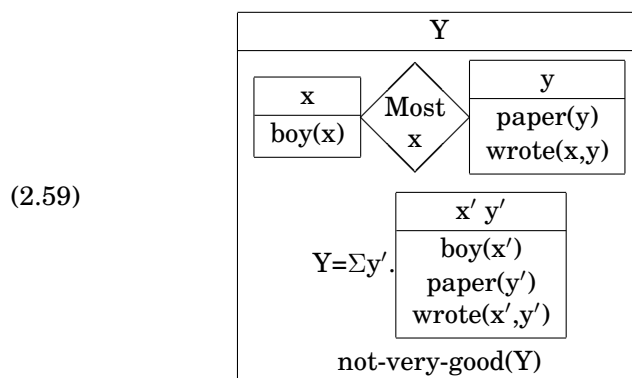 Y
x
boy(x)
Most
x
y
paper(y)
wrote(x,y)
(2.59)
x′ y′
Y=Σy′.
boy(x′)
paper(y′)
wrote(x′,y′)
not-very-good(Y)